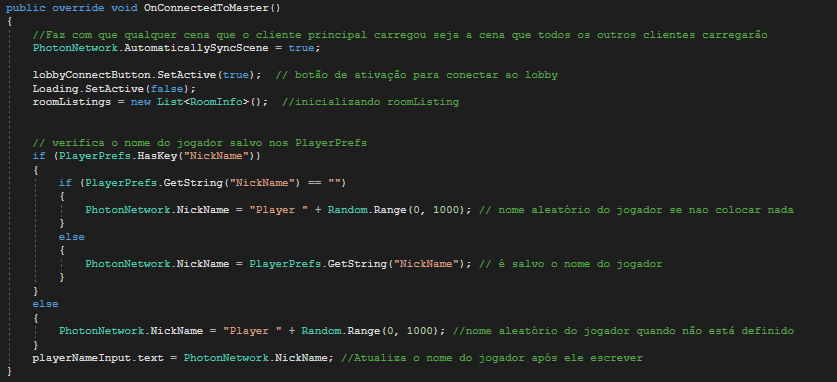 public override void OnConnectedToMaster()
{
//Faz com que qualquer cena que o cliente principal carregou seja a cena que todos os outros clientes carregarão
PhotonNetwork.AutomaticallySyncScene = true;
lobbyConnectButton.SetActive(true);  // botão de ativação para conectar ao lobby
Loading.SetActive(false);
roomListings = new List<RoomInfo>();  //inicializando roomListing
// verifica o nome do jogador salvo nos PlayerPrefs
if (PlayerPrefs.HasKey("NickName"))
{
if (PlayerPrefs.GetString("NickName") == "")
{
PhotonNetwork.NickName = "Player " + Random.Range(0, 1000); // nome aleatório do jogador se nao colocar nada
}
else
{
PhotonNetwork.NickName = PlayerPrefs.GetString("NickName"); // é salvo o nome do jogador
}
}
else
{
PhotonNetwork.NickName = "Player " + Random.Range(0, 1000); //nome aleatório do jogador quando não está definido
}
playerNameInput.text = PhotonNetwork.NickName; //Atualiza o nome do jogador após ele escrever
}